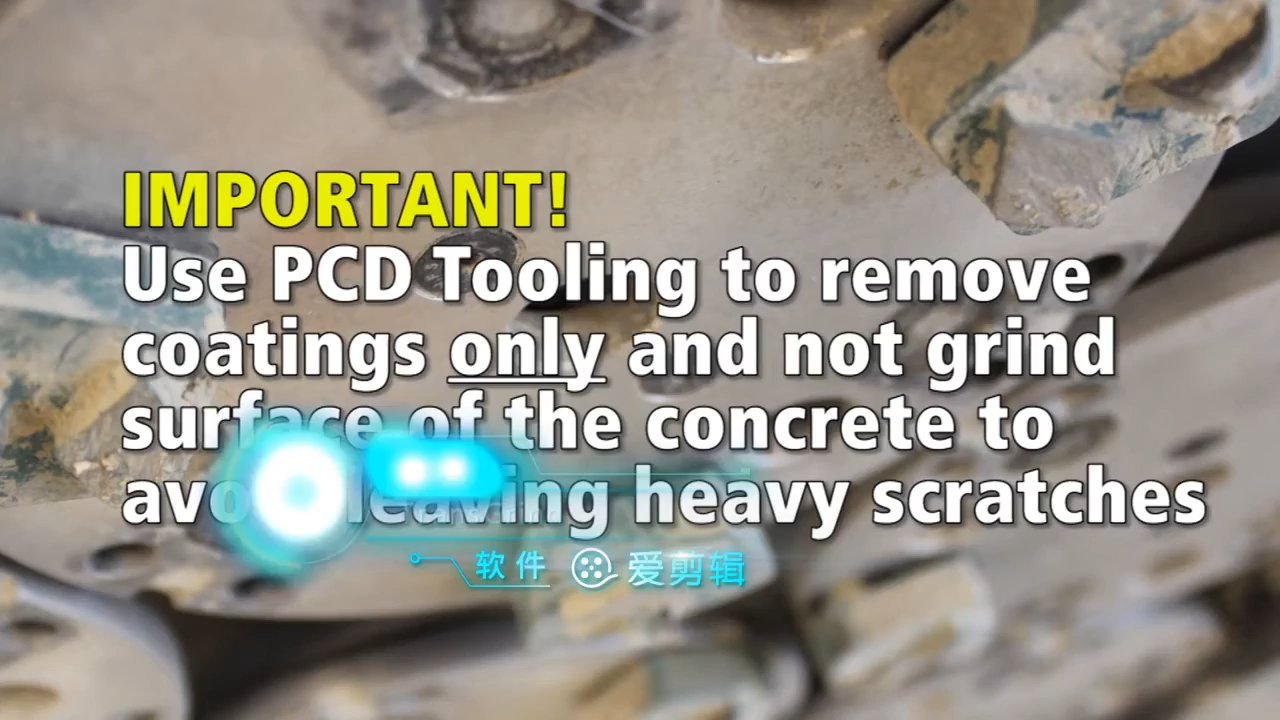 IMPORTANT!
Use PCD Tooling to remove
coatings only and not grind
surface of the concrete to
leaving heavy scratches
软件 爱剪辑